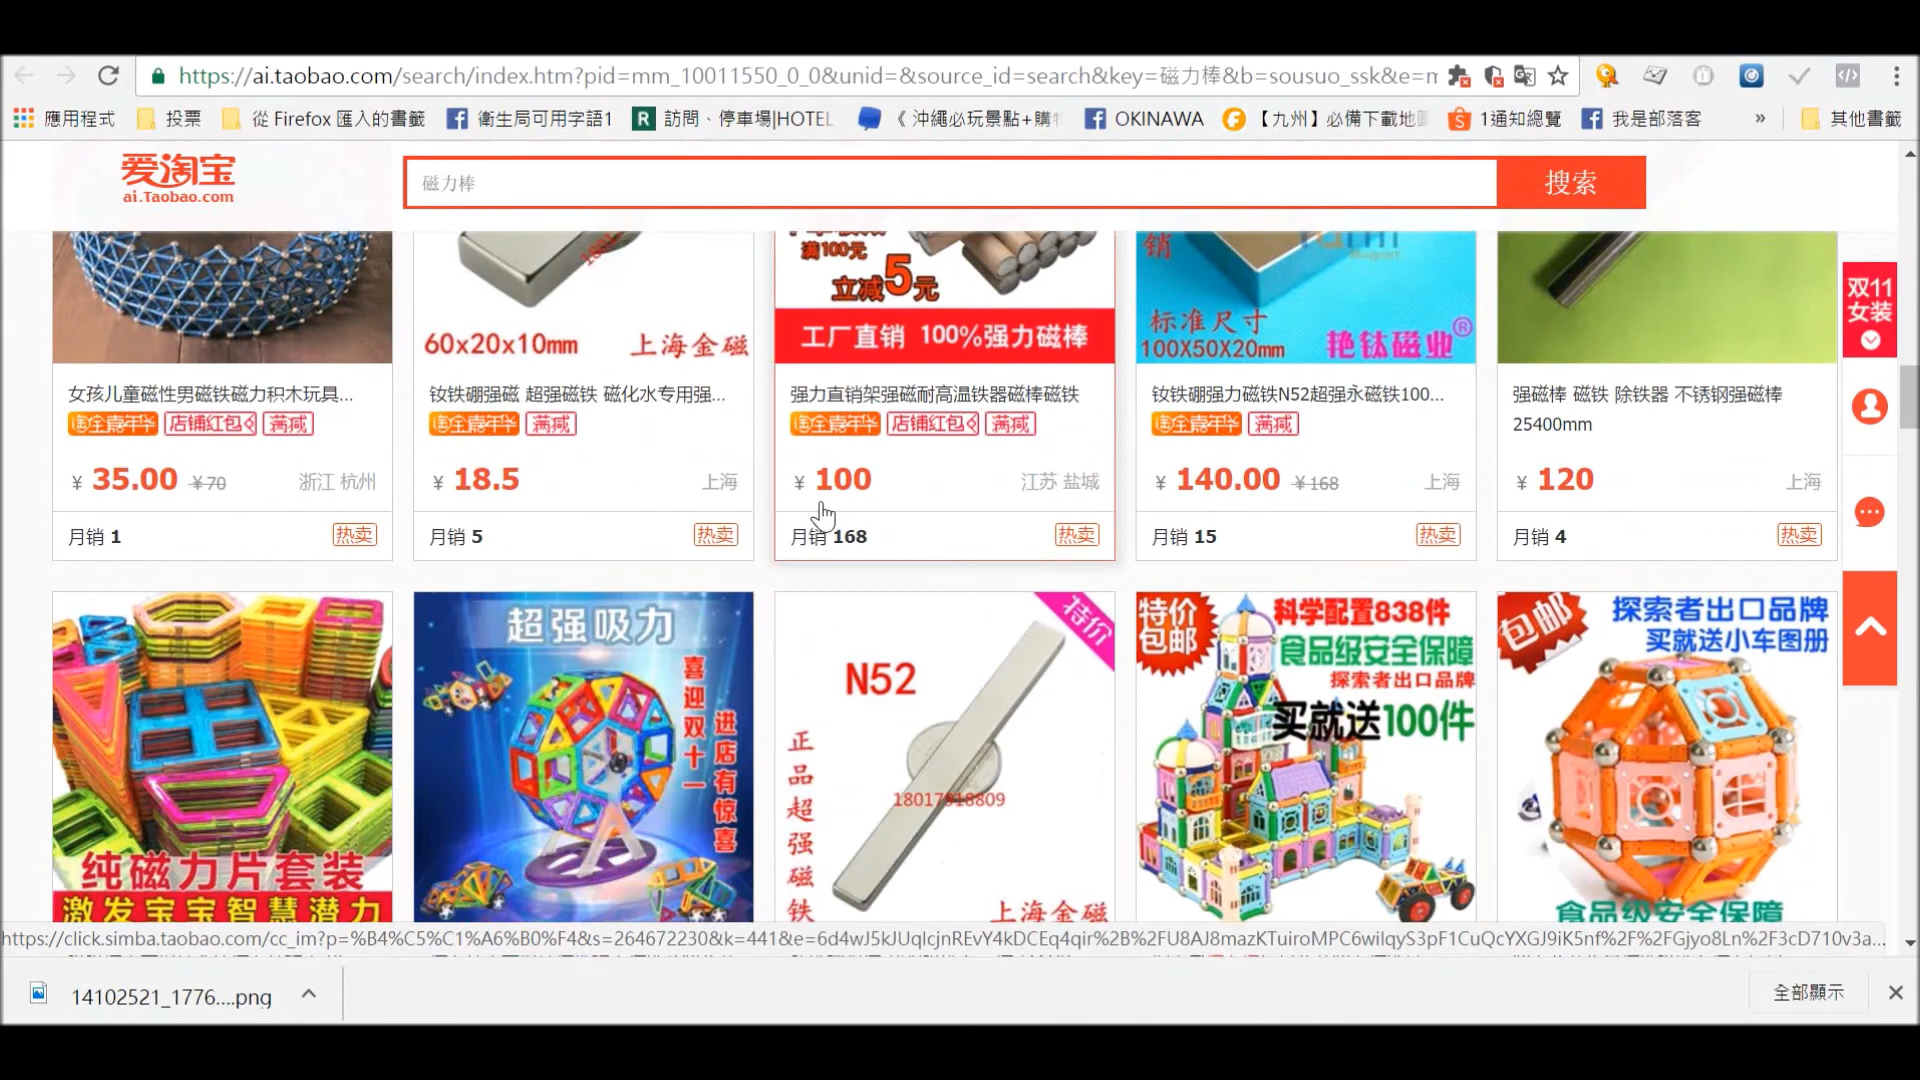 https://ai.taobao.com/search/index.htm?pid=mm_10011550_0_0&unid=&source_id=search&key=磁力棒&b=sousuo_ssk&e=m
應用程式 投票 從 Firefox 匯入的書籤 衛生局可用字語1 訪問、停車場|HOTEL 《 沖繩必玩景點+購 OKINAWA 【九州】必備下載地 1通知總覽 我是部落客 » 其他書籤
爱淘宝
ai.Taobao.com
磁力棒
搜索
60x20x10mm 上海金磁
满100元
立减5元
工厂直销 100%强力磁棒
销
标准尺寸
100X50X20mm 艳钛磁业®
双11
女装
女孩儿童磁性男磁铁磁力积木玩具...
淘全嘉年华 店铺红包 满减
¥ 35.00 ¥70 浙江 杭州
月销 1 热卖
钕铁硼强磁 超强磁铁 磁化水专用强...
淘全嘉年华 满减
¥ 18.5 上海
月销 5 热卖
强力直销架强磁耐高温铁器磁棒磁铁
淘全嘉年华 店铺红包 满减
¥ 100 江苏 盐城
月销 168 热卖
钕铁硼强力磁铁N52超强永磁铁100...
淘全嘉年华 满减
¥ 140.00 ¥168 上海
月销 15 热卖
强磁棒 磁铁 除铁器 不锈钢强磁棒
25400mm
¥ 120 上海
月销 4 热卖
纯磁力片套装
激发宝宝智慧潜力
超强吸力
喜迎双十一
进店有惊喜
特价
N52
正品超强磁铁
18017918809
上海金磁
特价
包邮
科学配置838件
食品级安全保障
探索者出口品牌
买就送100件
包邮
探索者出口品牌
买就送小车图册
食品级安全保障
https://click.simba.taobao.com/cc_im?p=%B4%C5%C1%A6%B0%F4&s=264672230&k=441&e=6d4wJ5kJUqlcjnREvY4kDCEq4qir%2B%2FU8AJ8mazKTuiroMPC6wilqyS3pF1CuQcYXGJ9iK5nf%2F%2FGjyo8Ln%2F3cD710v3a...
14102521_1776....png
全部顯示